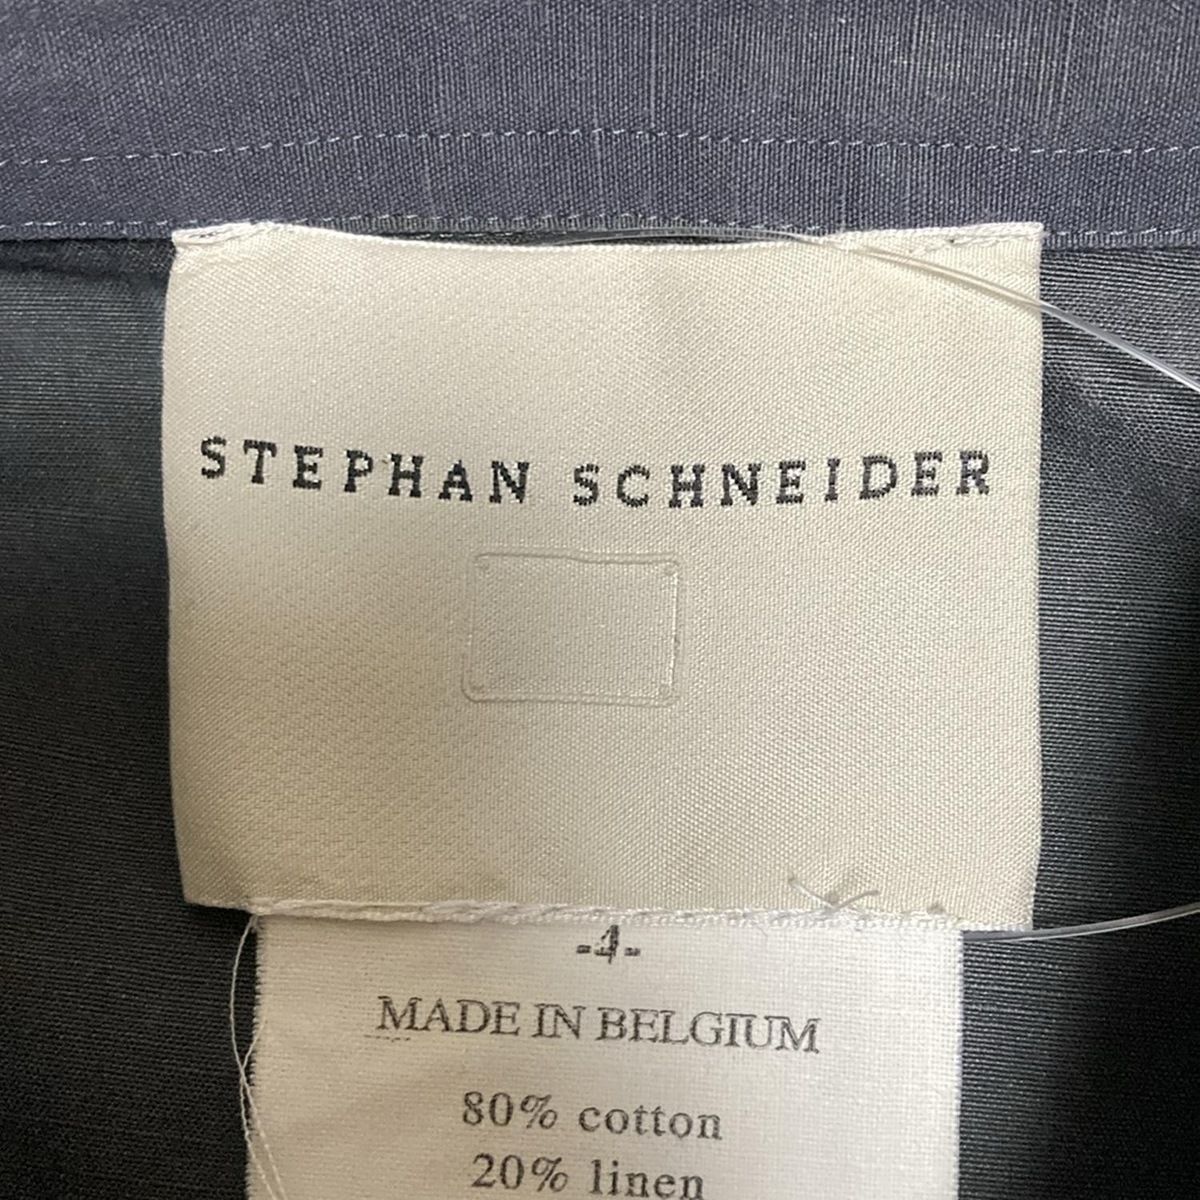 STEPHAN SCHNEIDER
-4-
MADE IN BELGIUM
80% cotton
20% linen